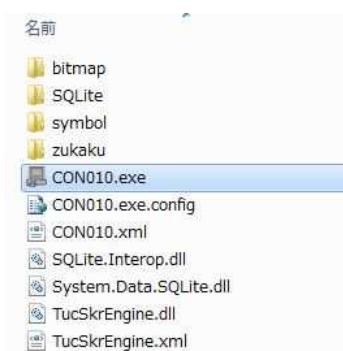 名前
bitmap
SQLite
symbol
zukaku
CON010.exe
CON010.exe.config
CON010.xml
SQLite.Interop.dll
System.Data.SQLite.dll
TucSkrEngine.dll
TucSkrEngine.xml